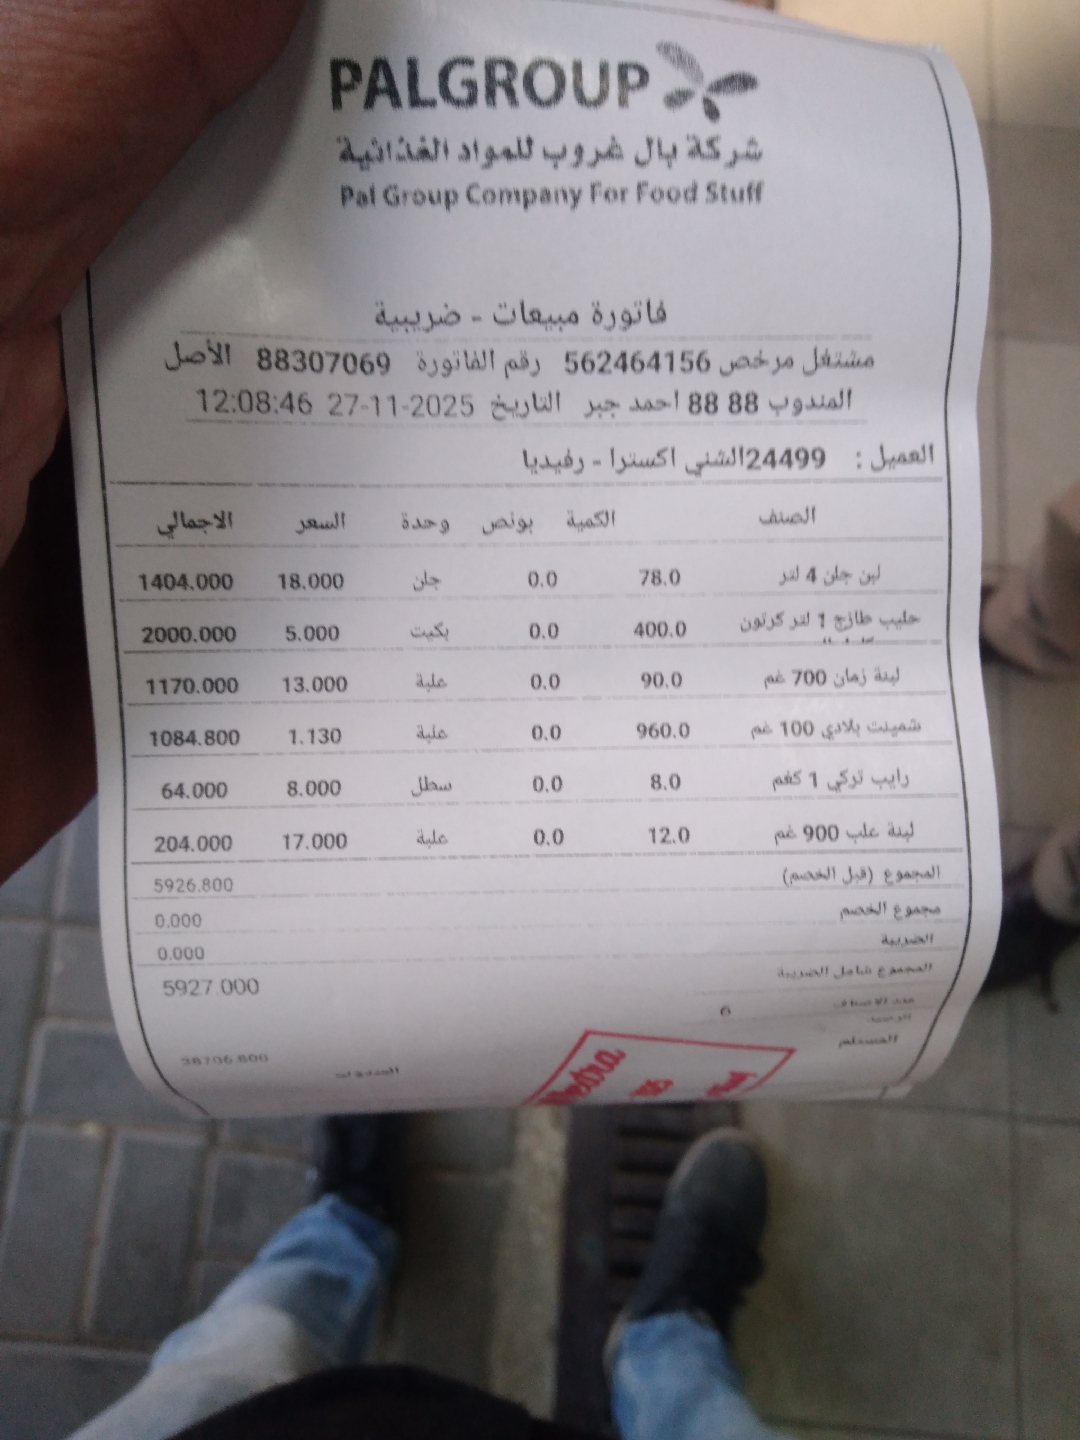 PALGROUP
شركة بال غروب للمواد الغذائية
Pal Group Company For Food Stuff
فاتورة مبيعات - ضريبية
مشتغل مرخص 562464156 رقم الفاتورة 88307069 الأصل
المندوب 88 88 احمد جبر التاريخ 27-11-2025 12:08:46
العميل : 24499الشني اكسترا - رفيديا
الصنف الكمية بونص وحدة السعر الاجمالي
لبن جلن 4 لتر 78.0 0.0 جلن 18.000 1404.000
حليب طازج 1 لتر كرتون 400.0 0.0 بكيت 5.000 2000.000
لبنة زمان 700 غم 90.0 0.0 علبة 13.000 1170.000
شمينت بلادي 100 غم 960.0 0.0 علبة 1.130 1084.800
رايب تركي 1 كغم 8.0 0.0 سطل 8.000 64.000
لبنة علب 900 غم 12.0 0.0 علبة 17.000 204.000
المجموع (قبل الخصم) 5926.800
مجموع الخصم 0.000
الضريبة 0.000
المجموع شامل الضريبة 5927.000
عدد الاصناف 6
الرصيد 38706.800
المستلم المندوب